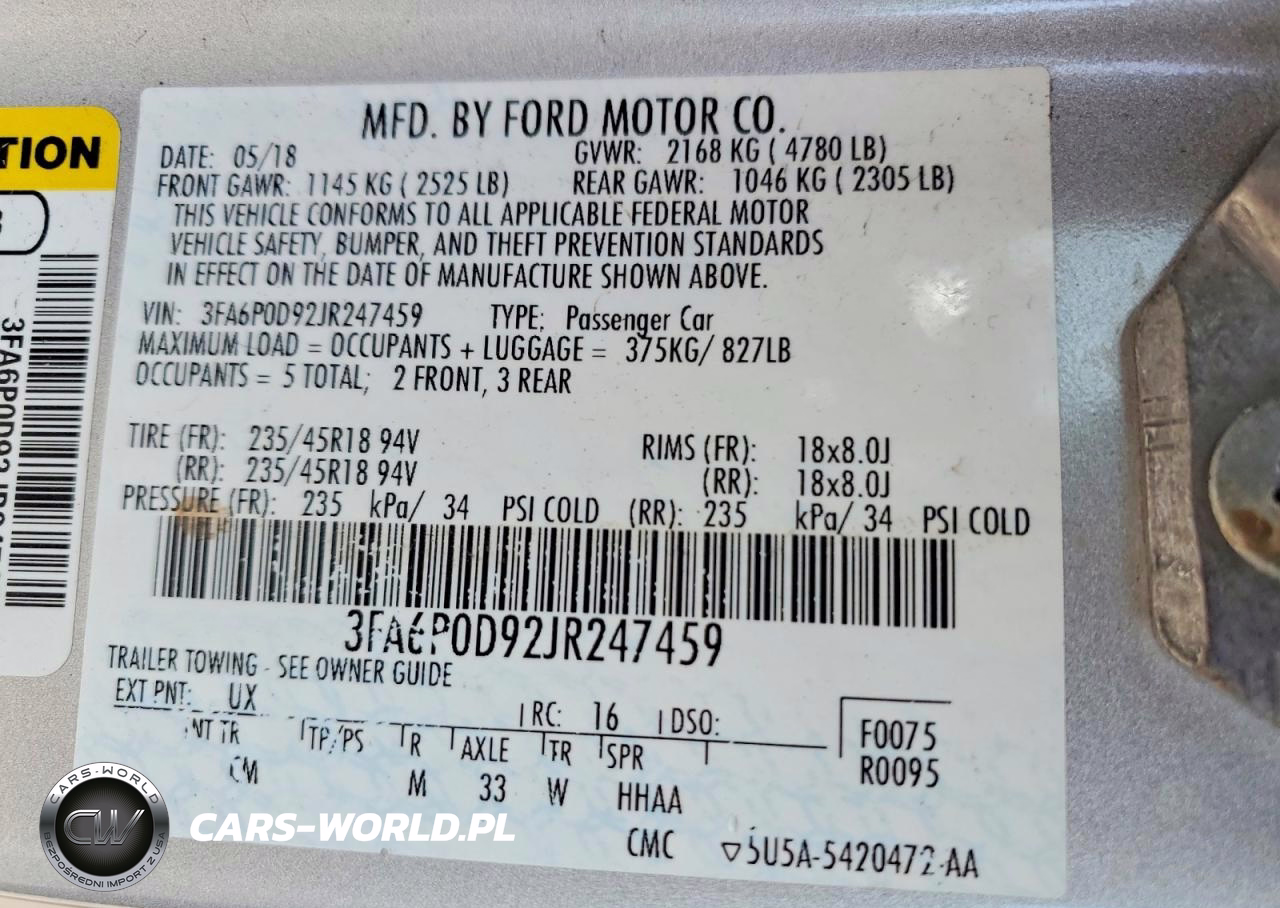 TION
MFD. BY FORD MOTOR CO.
DATE: 05/18 GVWR: 2168 KG ( 4780 LB)
FRONT GAWR: 1145 KG ( 2525 LB) REAR GAWR: 1046 KG ( 2305 LB)
THIS VEHICLE CONFORMS TO ALL APPLICABLE FEDERAL MOTOR
VEHICLE SAFETY, BUMPER, AND THEFT PREVENTION STANDARDS
IN EFFECT ON THE DATE OF MANUFACTURE SHOWN ABOVE.
VIN: 3FA6P0D92JR247459 TYPE: Passenger Car
MAXIMUM LOAD = OCCUPANTS + LUGGAGE = 375KG/ 827LB
OCCUPANTS = 5 TOTAL; 2 FRONT, 3 REAR
TIRE (FR): 235/45R18 94V RIMS (FR): 18x8.0J
(RR): 235/45R18 94V (RR): 18x8.0J
PRESSURE (FR): 235 kPa/ 34 PSI COLD (RR): 235 kPa/ 34 PSI COLD
3FA6P0D92JR247459
TRAILER TOWING - SEE OWNER GUIDE
EXT PNT: UX RC: 16 DSO: F0075
INT TR TP/PS R AXLE TR SPR R0095
CM M 33 W HHAA
CMC ▽5U5A-5420472-AA
CARS-WORLD
CW
BEZPOŚREDNI IMPORT Z USA
CARS-WORLD.PL